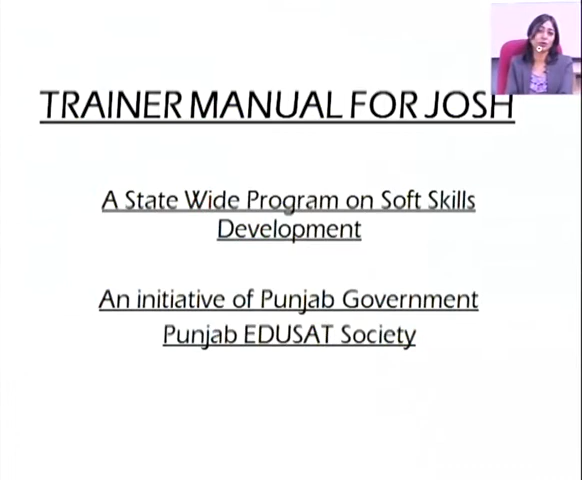 TRAINER MANUAL FOR JOSH
A State Wide Program on Soft Skills
Development
An initiative of Punjab Government
Punjab EDUSAT Society